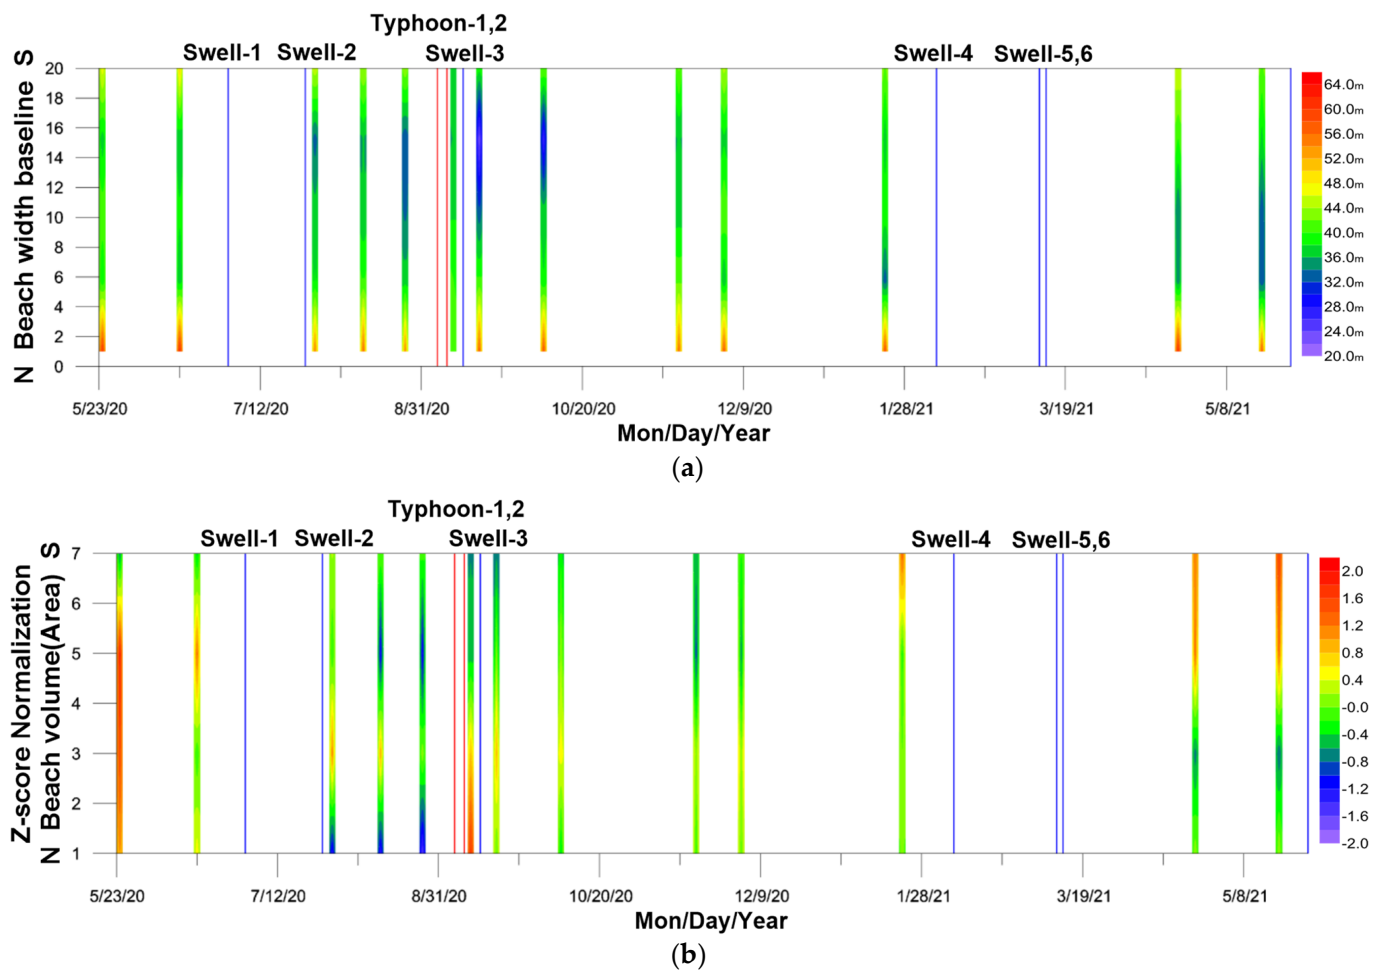 Typhoon-1,2
Swell-1 Swell-2 Swell-3 Swell-4 Swell-5,6
N Beach width baseline S
20
18
16
14
12
10
8
6
4
2
0
64.0m
60.0m
56.0m
52.0m
48.0m
44.0m
40.0m
36.0m
32.0m
28.0m
24.0m
20.0m
5/23/20 7/12/20 8/31/20 10/20/20 12/9/20 1/28/21 3/19/21 5/8/21
Mon/Day/Year
(a)
Typhoon-1,2
Swell-1 Swell-2 Swell-3 Swell-4 Swell-5,6
Z-score Normalization
N Beach volume(Area) S
7
6
5
4
3
2
1
2.0
1.6
1.2
0.8
0.4
-0.0
-0.4
-0.8
-1.2
-1.6
-2.0
5/23/20 7/12/20 8/31/20 10/20/20 12/9/20 1/28/21 3/19/21 5/8/21
Mon/Day/Year
(b)